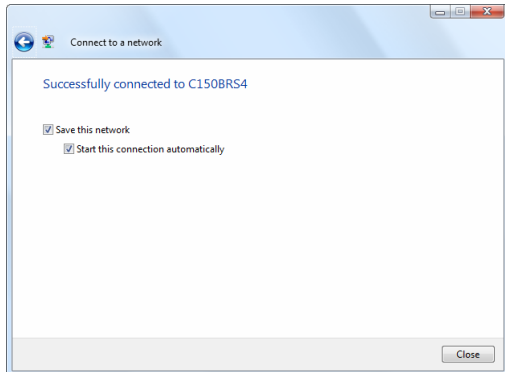 Connect to a network
Successfully connected to C150BRS4
Save this network
Start this connection automatically
Close